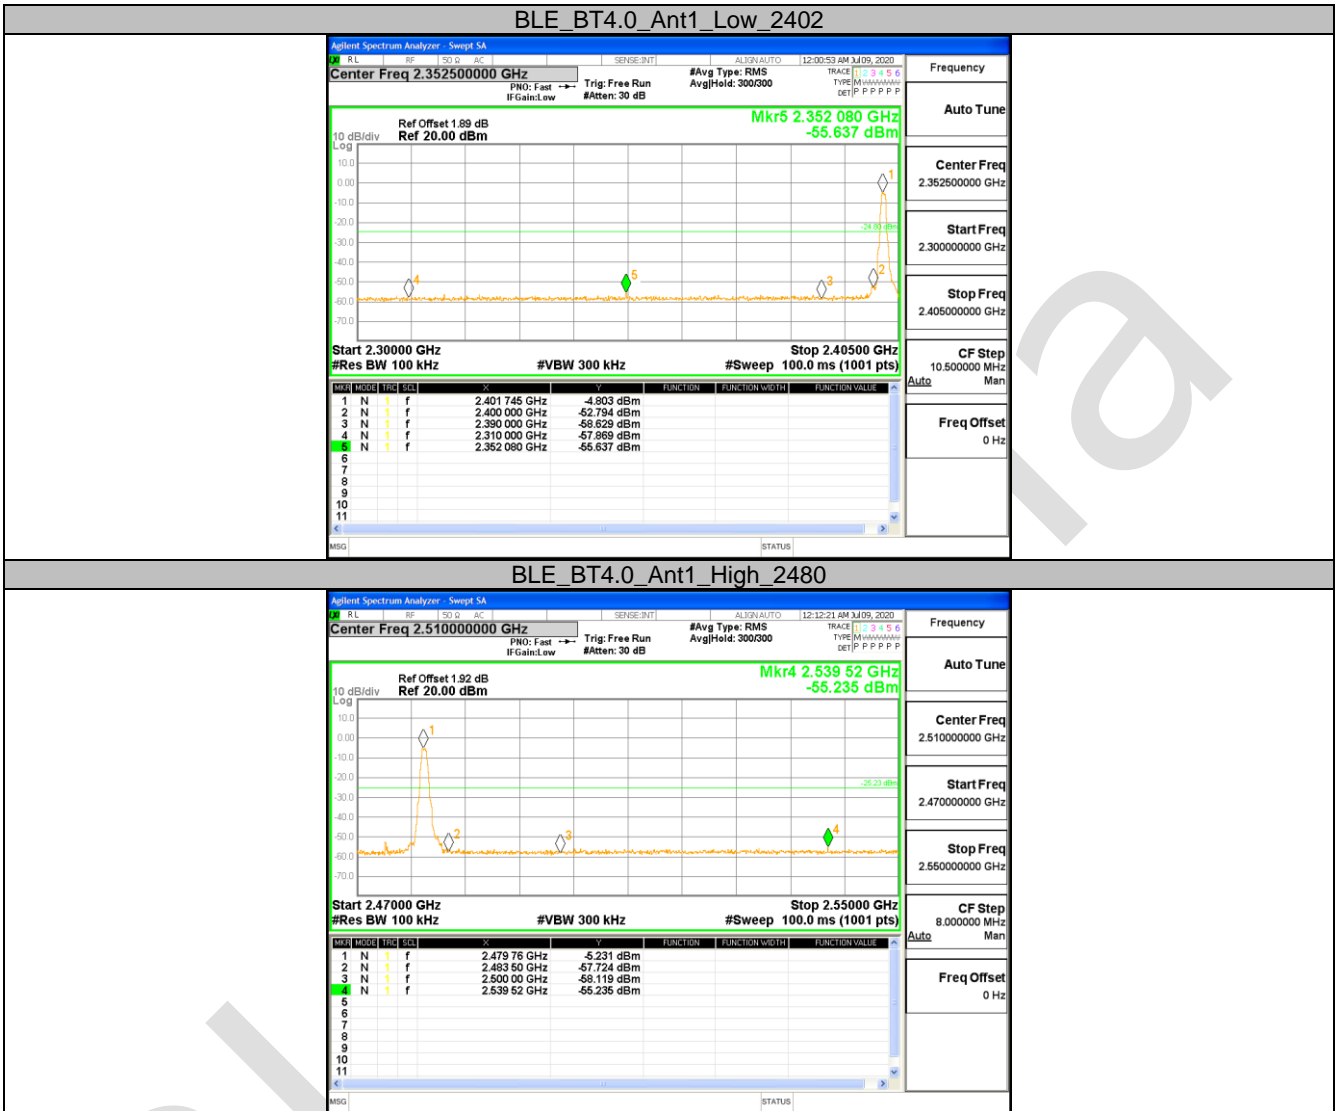 BLE_BT4.0_Ant1_Low_2402
Agilent Spectrum Analyzer - Swept SA
RL RF 50 Ω AC SENSE:INT ALIGN AUTO 12:00:53 AM Jul 09, 2020
Center Freq 2.352500000 GHz
PNO: Fast
IFGain:Low
Trig: Free Run
#Atten: 30 dB
#Avg Type: RMS
Avg|Hold: 300/300
TRACE 1 2 3 4 5 6
TYPE M
DET P P P P P P
Mkr5 2.352 080 GHz
-55.637 dBm
Ref Offset 1.89 dB
10 dB/div Ref 20.00 dBm
Log
10.0
0.00
-10.0
-20.0
-30.0
-40.0
-50.0
-60.0
-70.0
1
-24.80 dBm
4
5
3
2
Start 2.30000 GHz Stop 2.40500 GHz
#Res BW 100 kHz #VBW 300 kHz #Sweep 100.0 ms (1001 pts)
MKR MODE TRC SCL X Y FUNCTION FUNCTION WIDTH FUNCTION VALUE
1 N 1 f 2.401 745 GHz -4.803 dBm
2 N 1 f 2.400 000 GHz -52.794 dBm
3 N 1 f 2.390 000 GHz -58.629 dBm
4 N 1 f 2.310 000 GHz -57.869 dBm
5 N 1 f 2.352 080 GHz -55.637 dBm
6
7
8
9
10
11
MSG STATUS
Frequency
Auto Tune
Center Freq
2.352500000 GHz
Start Freq
2.300000000 GHz
Stop Freq
2.405000000 GHz
CF Step
10.500000 MHz
Auto Man
Freq Offset
0 Hz
BLE_BT4.0_Ant1_High_2480
Agilent Spectrum Analyzer - Swept SA
RL RF 50 Ω AC SENSE:INT ALIGN AUTO 12:12:21 AM Jul 09, 2020
Center Freq 2.510000000 GHz
PNO: Fast
IFGain:Low
Trig: Free Run
#Atten: 30 dB
#Avg Type: RMS
Avg|Hold: 300/300
TRACE 1 2 3 4 5 6
TYPE M
DET P P P P P P
Mkr4 2.539 52 GHz
-55.235 dBm
Ref Offset 1.92 dB
10 dB/div Ref 20.00 dBm
Log
10.0
0.00
-10.0
-20.0
-30.0
-40.0
-50.0
-60.0
-70.0
1
-25.23 dBm
2
3
4
Start 2.47000 GHz Stop 2.55000 GHz
#Res BW 100 kHz #VBW 300 kHz #Sweep 100.0 ms (1001 pts)
MKR MODE TRC SCL X Y FUNCTION FUNCTION WIDTH FUNCTION VALUE
1 N 1 f 2.479 76 GHz -5.231 dBm
2 N 1 f 2.483 50 GHz -57.724 dBm
3 N 1 f 2.500 00 GHz -58.119 dBm
4 N 1 f 2.539 52 GHz -55.235 dBm
5
6
7
8
9
10
11
MSG STATUS
Frequency
Auto Tune
Center Freq
2.510000000 GHz
Start Freq
2.470000000 GHz
Stop Freq
2.550000000 GHz
CF Step
8.000000 MHz
Auto Man
Freq Offset
0 Hz